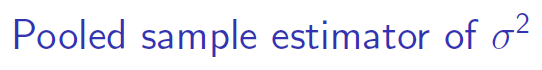 Pooled sample estimator of σ²